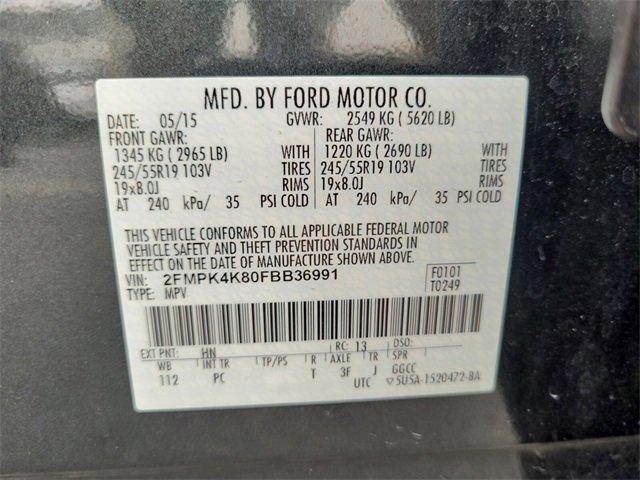 MFD. BY FORD MOTOR CO.
DATE: 05/15 GVWR: 2549 KG ( 5620 LB)
FRONT GAWR: REAR GAWR:
1345 KG ( 2965 LB) WITH 1220 KG ( 2690 LB) WITH
245/55R19 103V TIRES 245/55R19 103V TIRES
19x8.0J RIMS 19x8.0J RIMS
AT 240 kPa/ 35 PSI COLD AT 240 kPa/ 35 PSI COLD
THIS VEHICLE CONFORMS TO ALL APPLICABLE FEDERAL MOTOR
VEHICLE SAFETY AND THEFT PREVENTION STANDARDS IN
EFFECT ON THE DATE OF MANUFACTURE SHOWN ABOVE.
VIN: 2FMPK4K80FBB36991 F0101
TYPE: MPV T0249
EXT PNT: HN RC: 13 DSO:
WB INT TR TP/PS R AXLE TR SPR
112 PC T 3F J GGCC
UTC ▽5U5A-1520472-BA